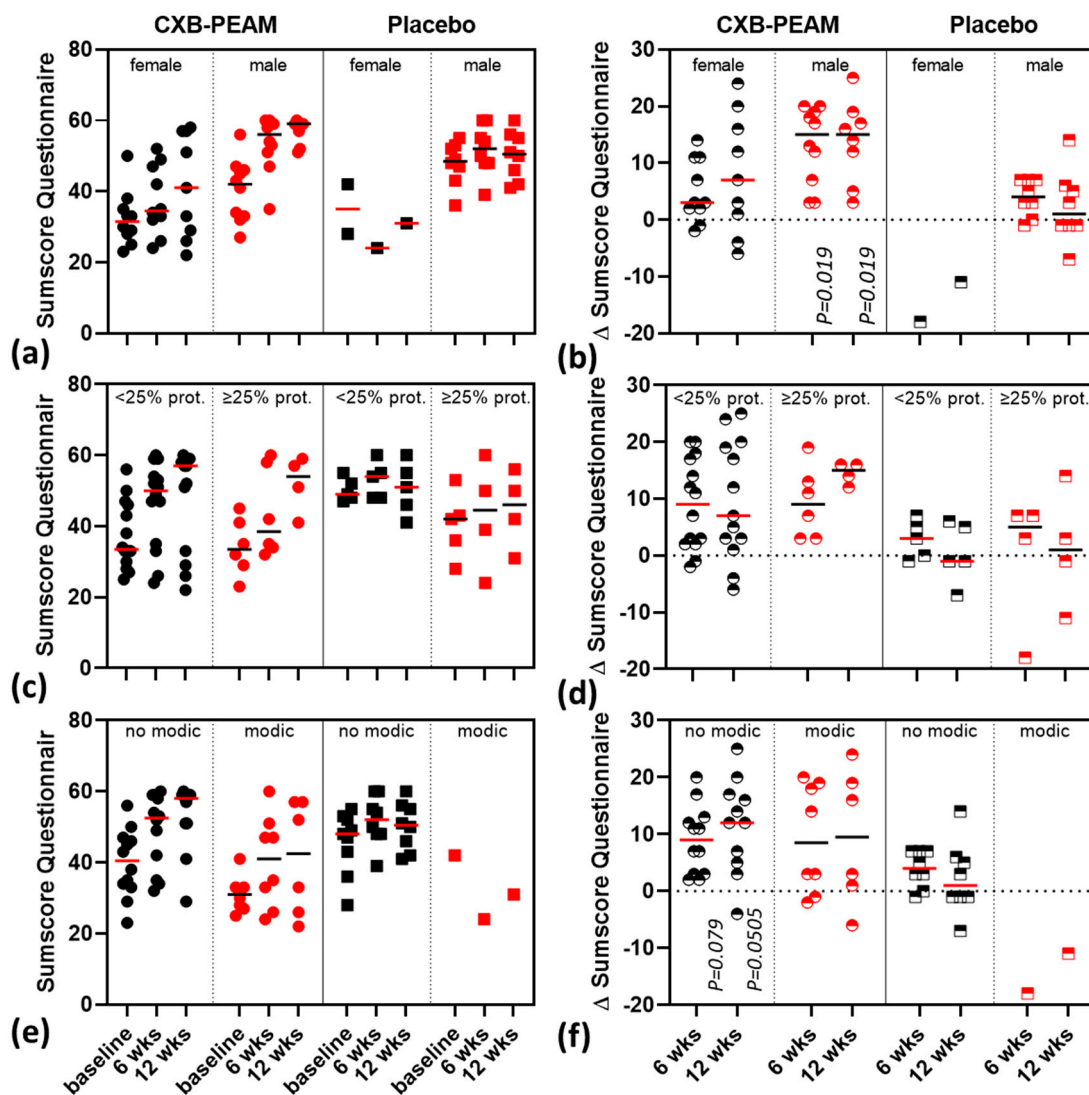 CXB-PEAM Placebo
Sumscore Questionnaire
80
60
40
20
0
female male female male
(a)
CXB-PEAM Placebo
Δ Sumscore Questionnaire
30
20
10
0
-10
-20
female male female male
P=0.019 P=0.019
(b)
Sumscore Questionnair
80
60
40
20
0
<25% prot. ≥25% prot. <25% prot. ≥25% prot.
(c)
Δ Sumscore Questionnaire
30
20
10
0
-10
-20
<25% prot. ≥25% prot. <25% prot. ≥25% prot.
(d)
Sumscore Questionnair
80
60
40
20
0
no modic modic no modic modic
(e)
baseline 6 wks 12 wks baseline 6 wks 12 wks baseline 6 wks 12 wks baseline 6 wks 12 wks
Δ Sumscore Questionnaire
30
20
10
0
-10
-20
no modic modic no modic modic
P=0.079 P=0.0505
(f)
6 wks 12 wks 6 wks 12 wks 6 wks 12 wks 6 wks 12 wks